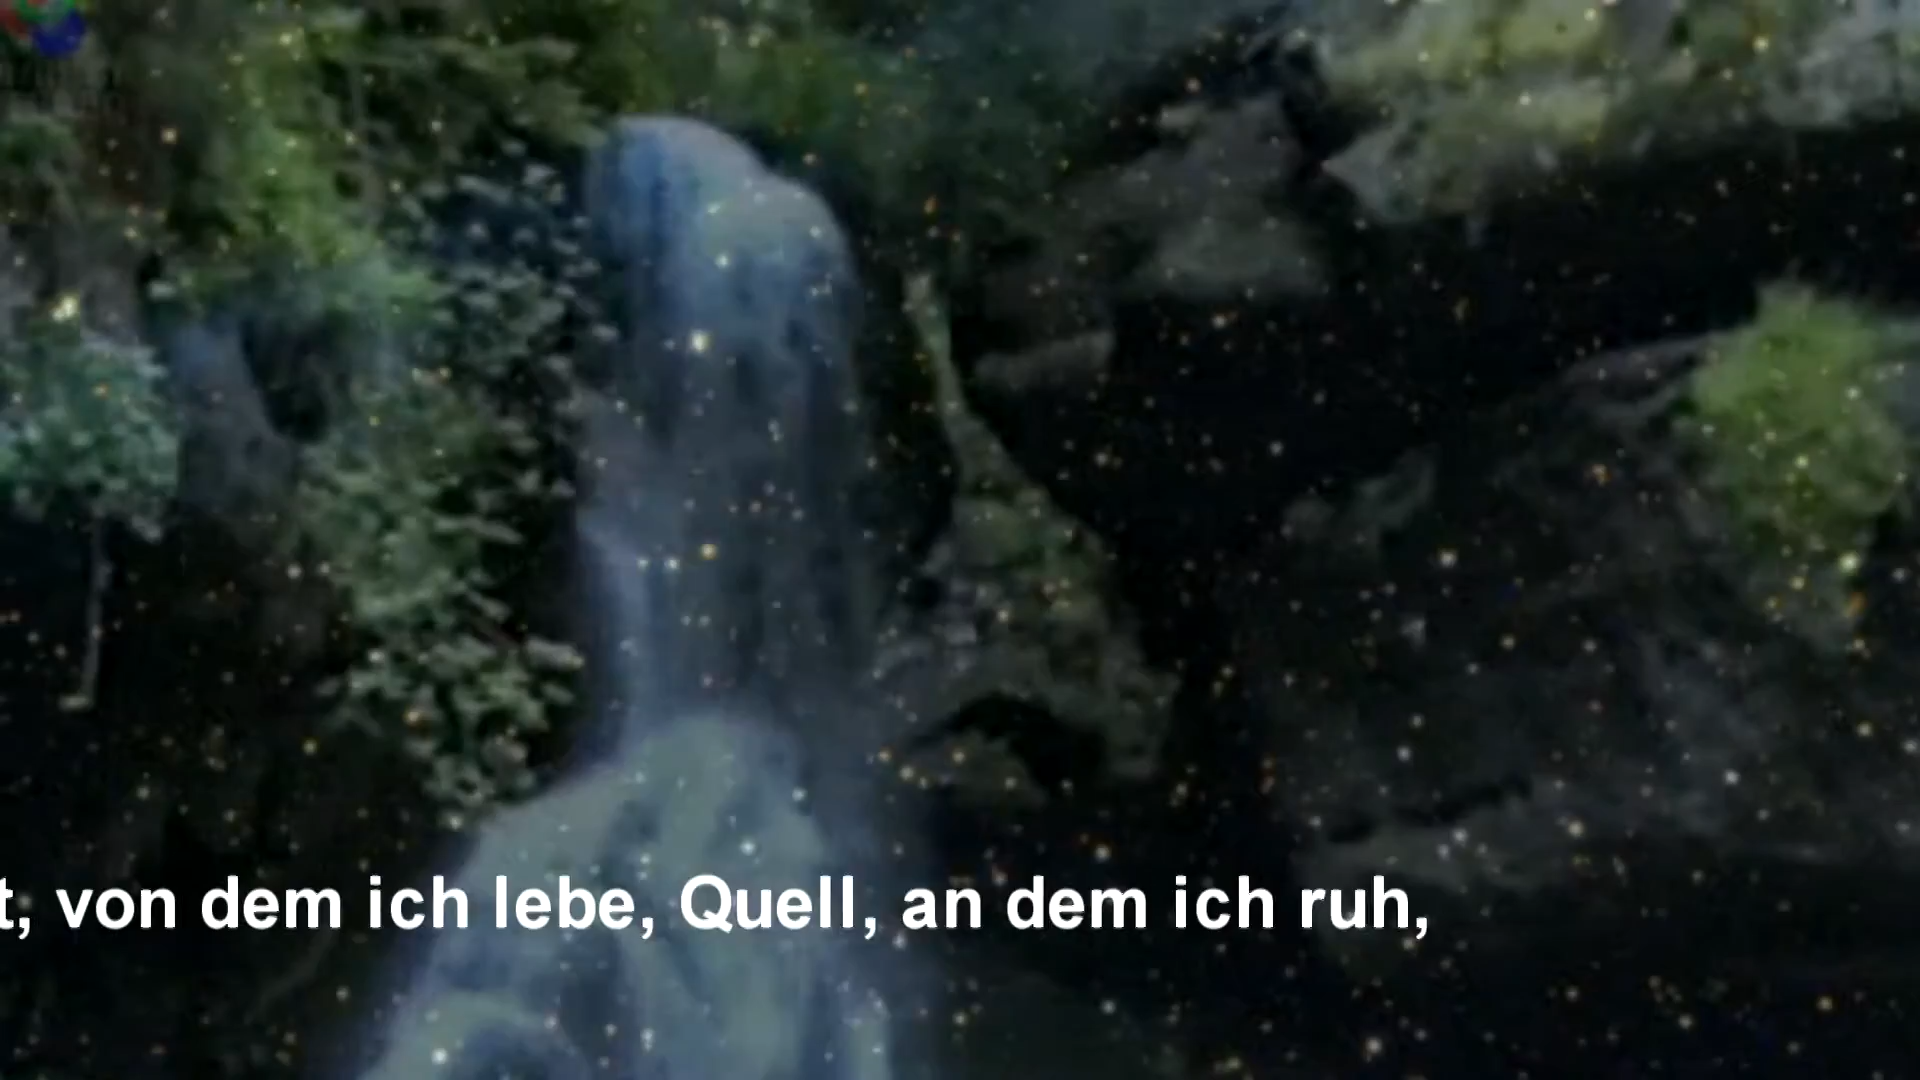 t, von dem ich lebe, Quell, an dem ich ruh,